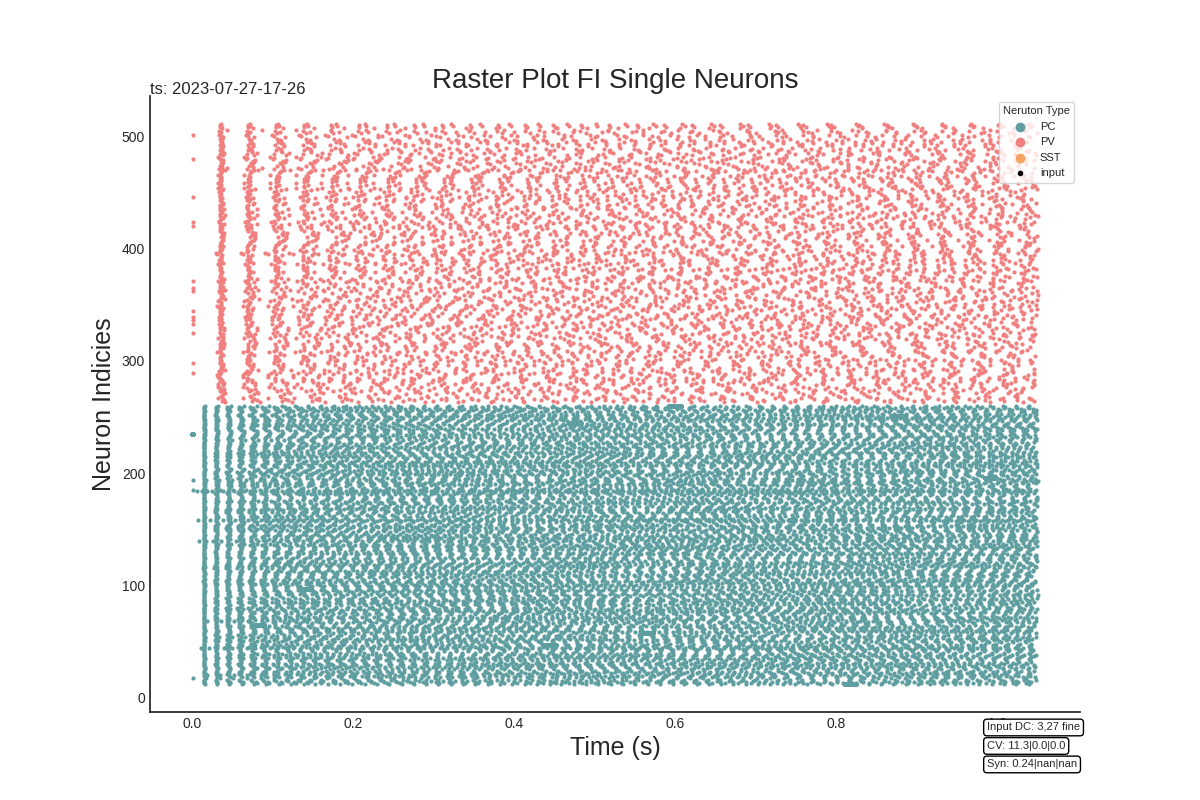 Raster Plot FI Single Neurons
ts: 2023-07-27-17-26
Neruton Type
PC
PV
SST
input
500
400
300
200
100
0
Neuron Indicies
0.0 0.2 0.4 0.6 0.8
Time (s)
Input DC: 3,27 fine
CV: 11.3|0.0|0.0
Syn: 0.24|nan|nan